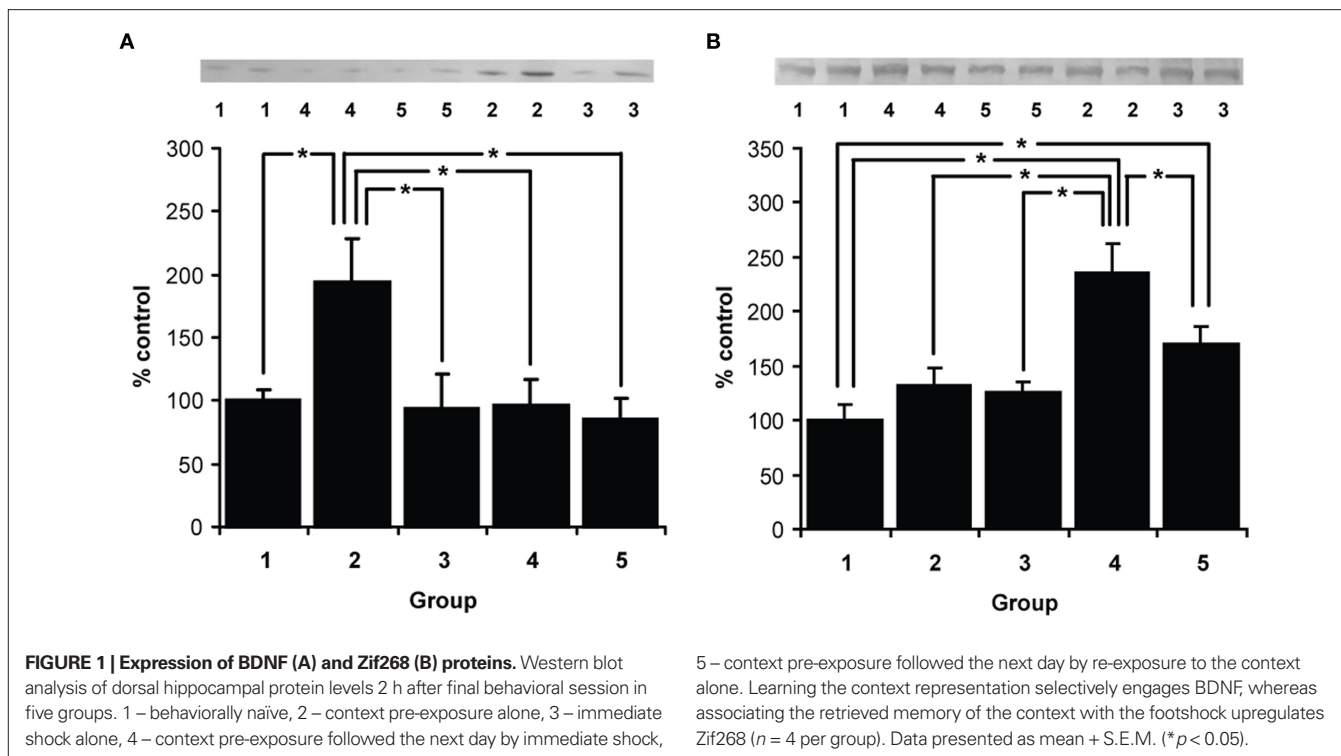 A
1 1 4 4 5 5 2 2 3 3
300
250
200
150
100
50
0
% control
* * * *
1 2 3 4 5
Group
B
1 1 4 4 5 5 2 2 3 3
350
300
250
200
150
100
50
0
% control
* * * * *
1 2 3 4 5
Group
FIGURE 1 | Expression of BDNF (A) and Zif268 (B) proteins. Western blot
analysis of dorsal hippocampal protein levels 2 h after final behavioral session in
five groups. 1 – behaviorally naïve, 2 – context pre-exposure alone, 3 – immediate
shock alone, 4 – context pre-exposure followed the next day by immediate shock,
5 – context pre-exposure followed the next day by re-exposure to the context
alone. Learning the context representation selectively engages BDNF, whereas
associating the retrieved memory of the context with the footshock upregulates
Zif268 (n = 4 per group). Data presented as mean + S.E.M. (*p < 0.05).